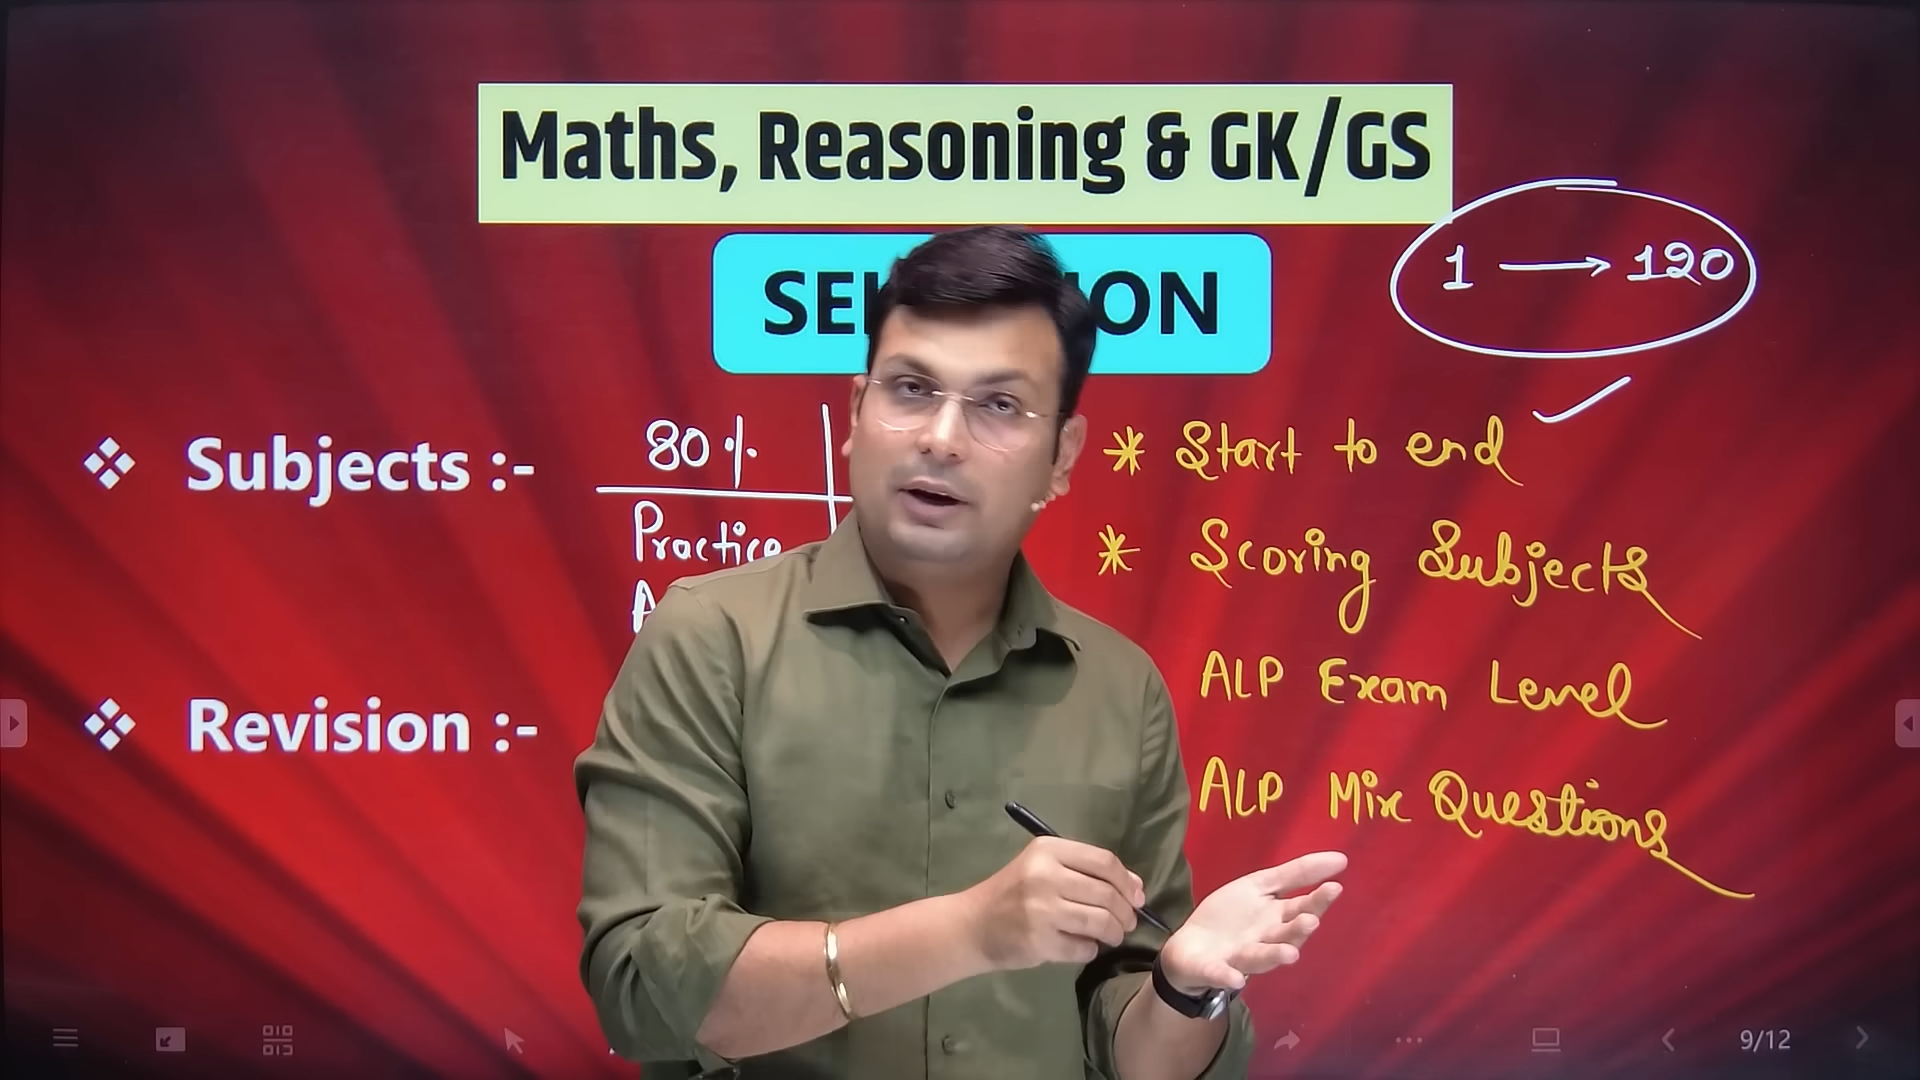 Maths, Reasoning & GK/GS
1 → 120
Subjects :-
80%
* Start to end
Practice
* Scoring Subjects
ALP Exam Level
Revision :-
ALP Mix Questions
9/12